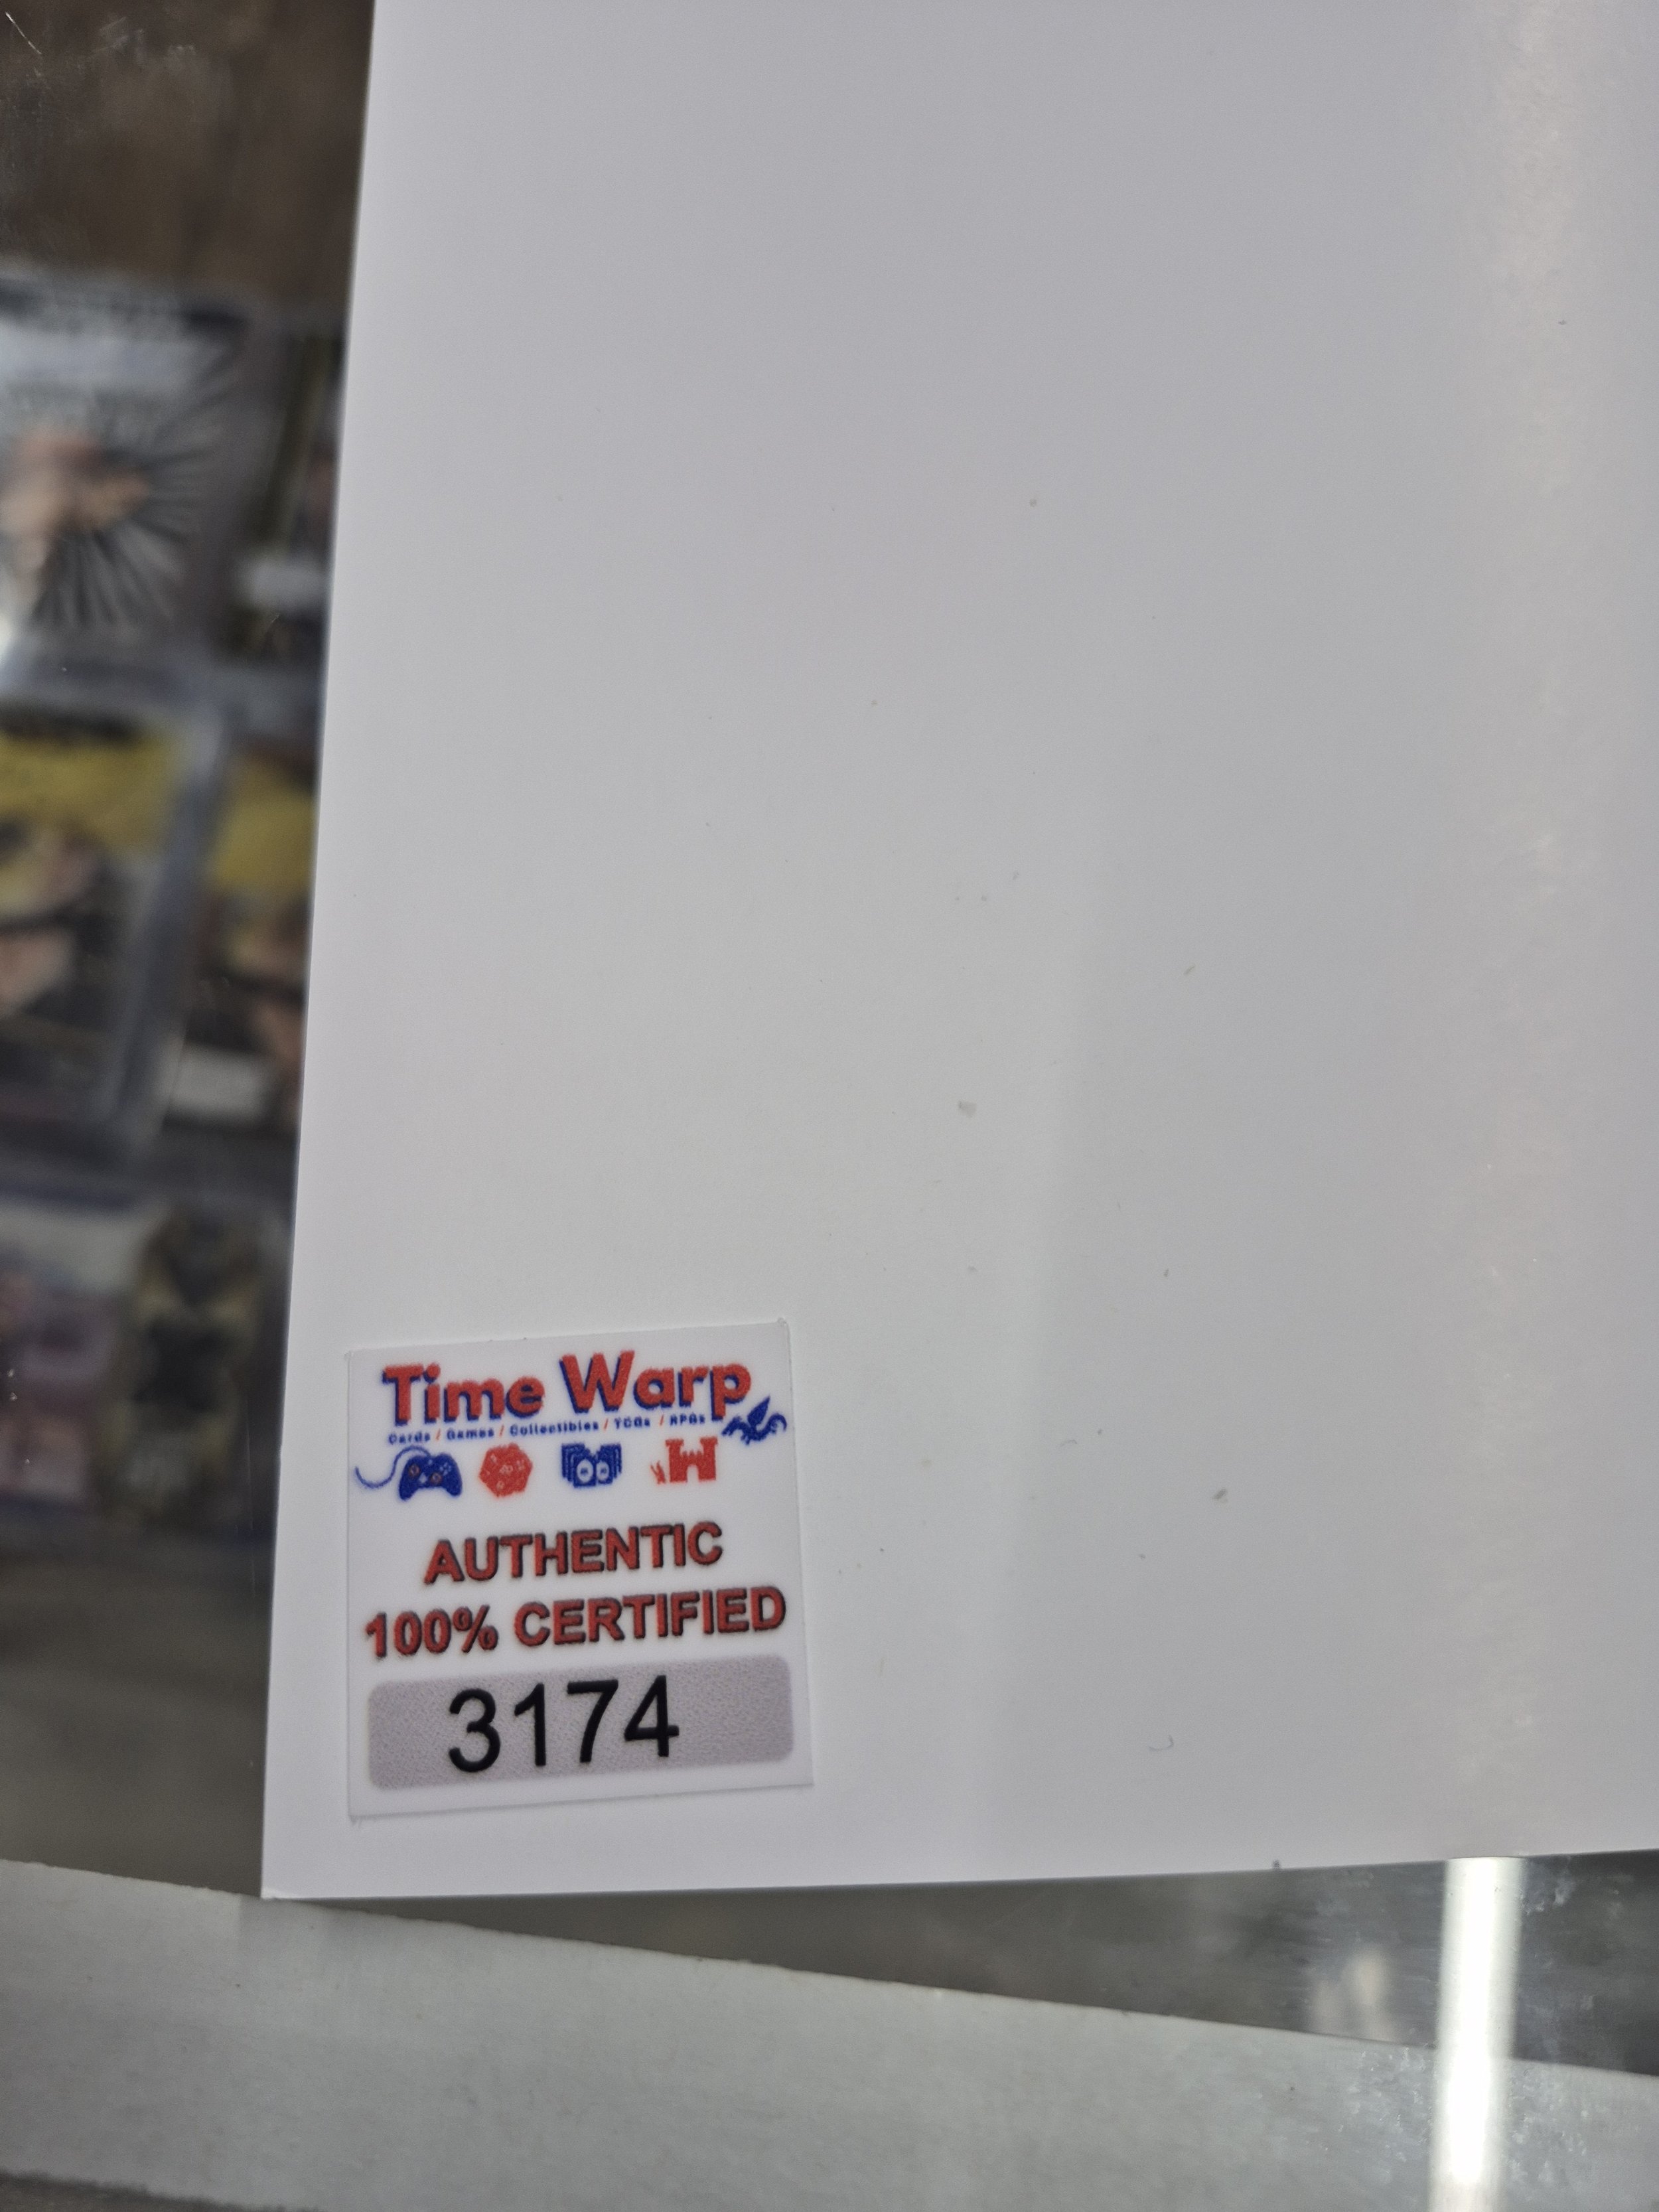 Time Warp
Cards / Games / Collectibles / TCGs / RPGs
AUTHENTIC
100% CERTIFIED
3174